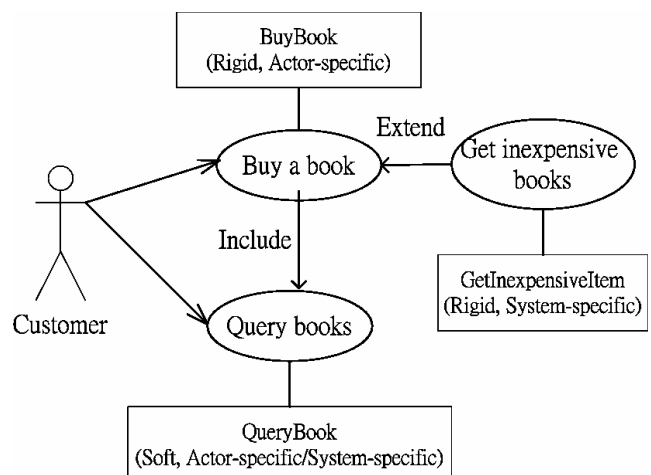 BuyBook
(Rigid, Actor-specific)
Extend
Get inexpensive
books
Buy a book
Include
GetInexpensiveItem
(Rigid, System-specific)
Customer
Query books
QueryBook
(Soft, Actor-specific/System-specific)